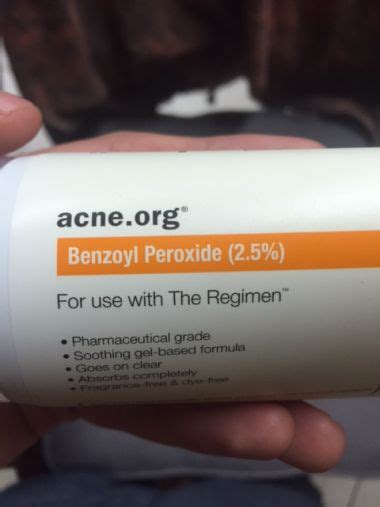 acne.org®
Benzoyl Peroxide (2.5%)
For use with The Regimen™
• Pharmaceutical grade
• Soothing gel-based formula
• Goes on clear
• Absorbs completely
• Fragrance-free & dye-free